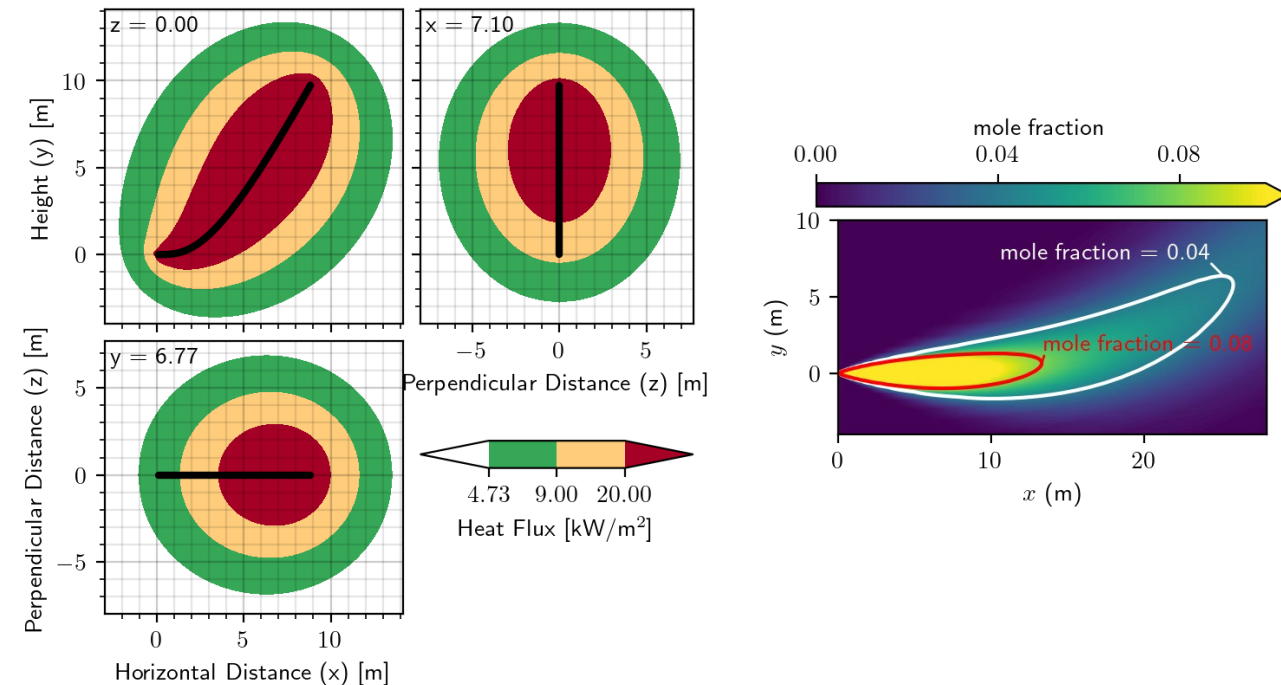 z = 0.00
10
5
0
Height (y) [m]
x = 7.10
−5
0
5
Perpendicular Distance (z) [m]
y = 6.77
5
0
−5
Perpendicular Distance (z) [m]
0
5
10
Horizontal Distance (x) [m]
4.73
9.00
20.00
Heat Flux [kW/m²]
mole fraction
0.00
0.04
0.08
10
5
0
y (m)
mole fraction = 0.04
mole fraction = 0.08
0
10
20
x (m)